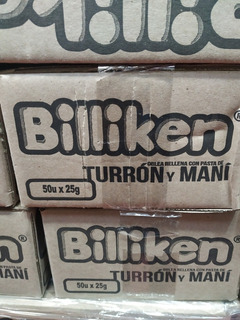 Billiken
Billiken®
OBLEA RELLENA CON PASTA DE
TURRÓN Y MANÍ
50u x 25g
Y MANÍ
Billiken®
OBLEA RELLENA CON PASTA DE
TURRÓN Y MANÍ
50u x 25g